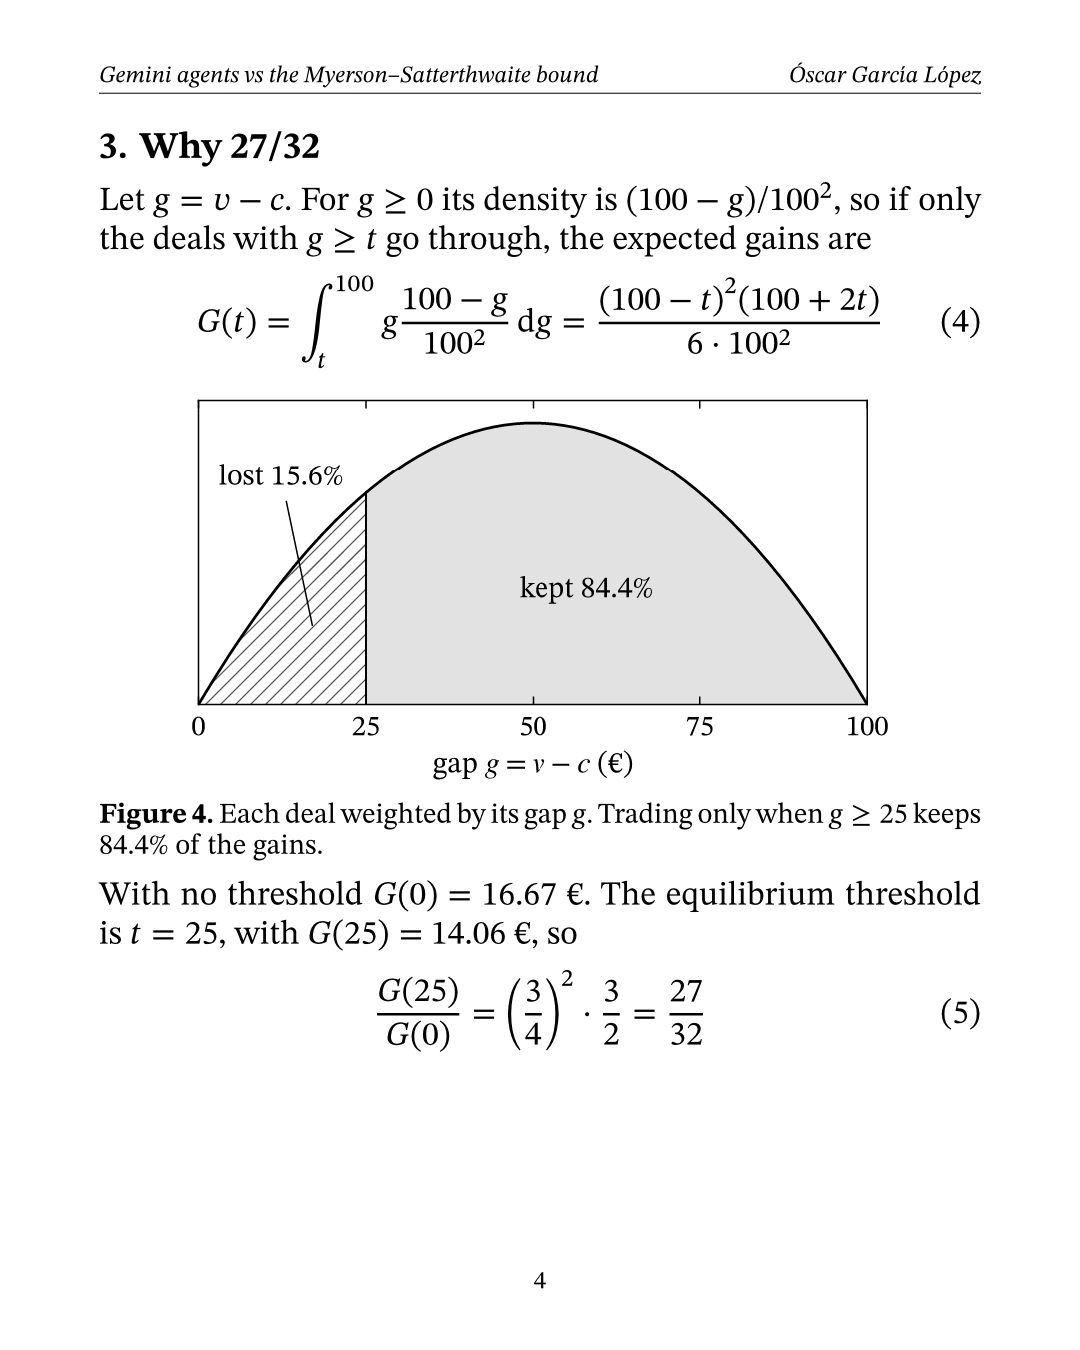 Gemini agents vs the Myerson–Satterthwaite bound Óscar García López
3. Why 27/32
Let g = v − c. For g ≥ 0 its density is (100 − g)/100², so if only
the deals with g ≥ t go through, the expected gains are
G(t) = ∫_t^100 g (100 − g)/100² dg = (100 − t)²(100 + 2t)/(6 · 100²) (4)
lost 15.6%
kept 84.4%
0 25 50 75 100
gap g = v − c (€)
Figure 4. Each deal weighted by its gap g. Trading only when g ≥ 25 keeps
84.4% of the gains.
With no threshold G(0) = 16.67 €. The equilibrium threshold
is t = 25, with G(25) = 14.06 €, so
G(25)/G(0) = (3/4)² · 3/2 = 27/32 (5)
4